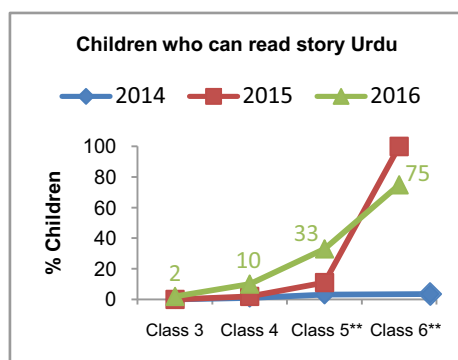 Children who can read story Urdu
2014 2015 2016
% Children
100
80
60
40
20
0
2
10
33
75
Class 3 Class 4 Class 5** Class 6**